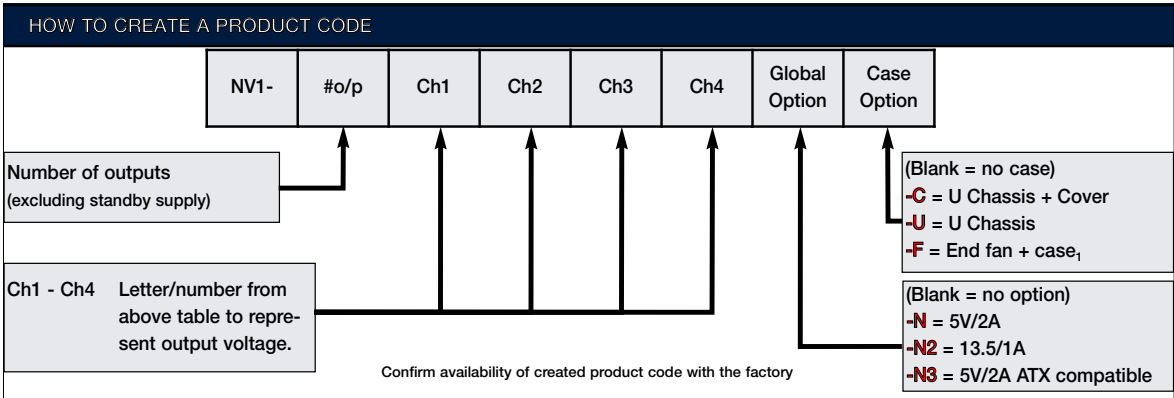 HOW TO CREATE A PRODUCT CODE
NV1-
#o/p
Ch1
Ch2
Ch3
Ch4
Global
Option
Case
Option
Number of outputs
(excluding standby supply)
Ch1 - Ch4 Letter/number from
above table to repre-
sent output voltage.
(Blank = no case)
-C = U Chassis + Cover
-U = U Chassis
-F = End fan + case1
(Blank = no option)
-N = 5V/2A
-N2 = 13.5/1A
-N3 = 5V/2A ATX compatible
Confirm availability of created product code with the factory